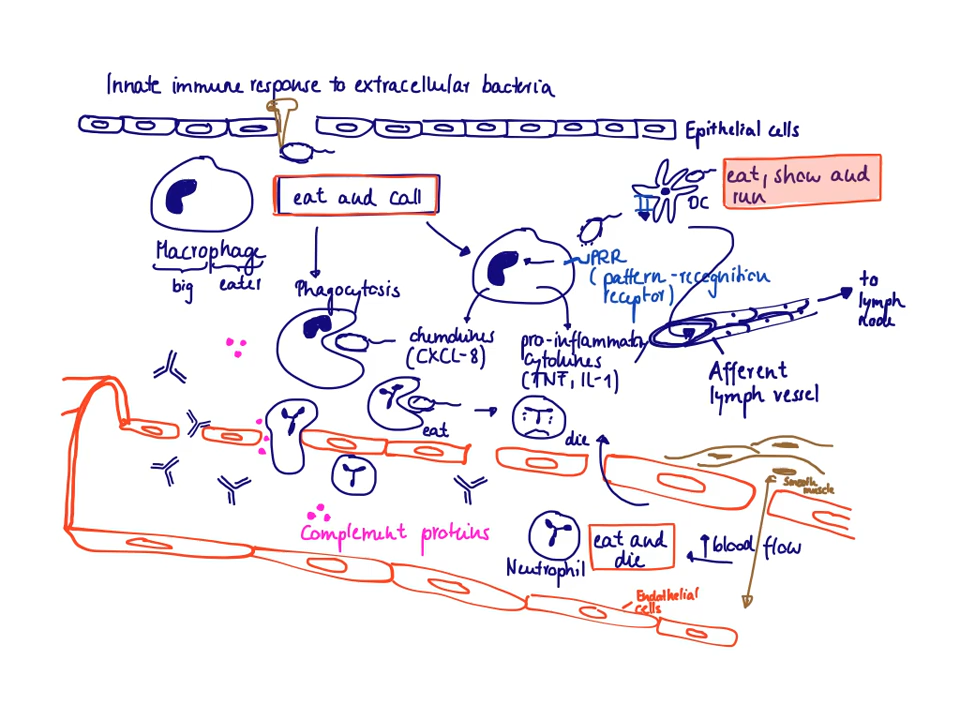 Innate immune response to extracellular bacteria
Epithelial cells
eat and call
eat, show and
run
DC
Macrophage
big
eater
PRR
(pattern-recognition
receptor)
Phagocytosis
to
lymph
node
chemokines
(CXCL-8)
pro-inflammatory
cytokines
(TNF, IL-1)
Afferent
lymph vessel
eat
die
Smooth
muscle
Complement proteins
Neutrophil
eat and
die
blood flow
Endothelial
cells